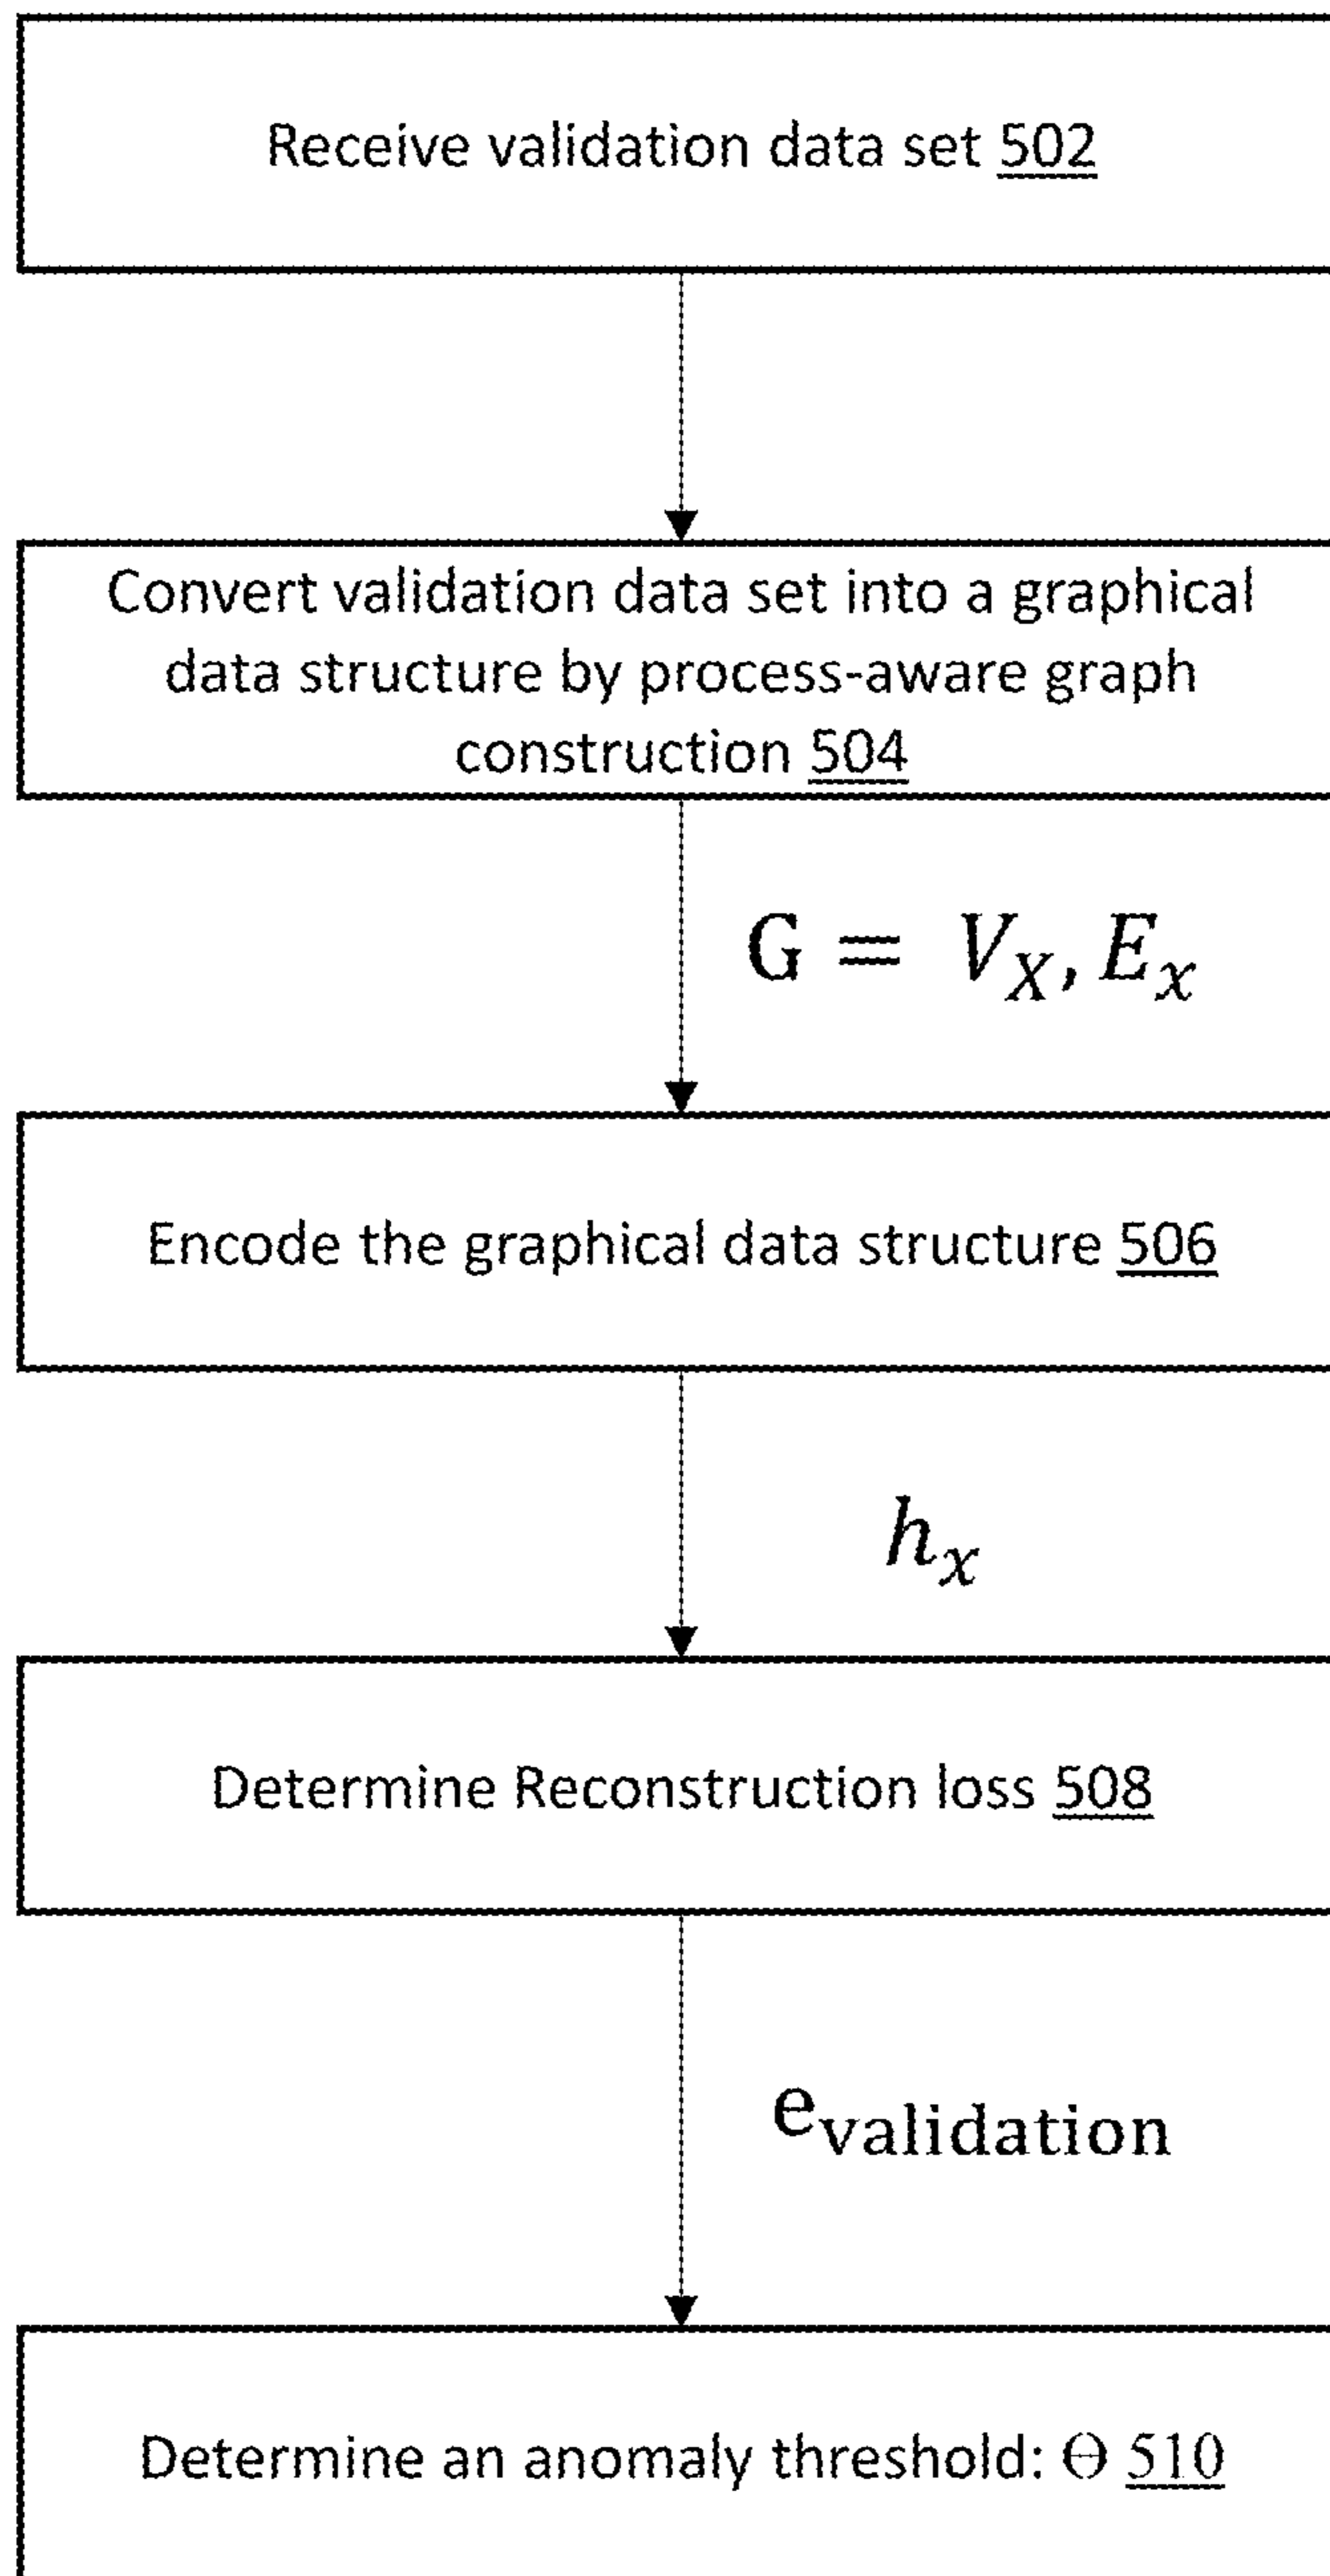 Receive validation data set 502
Convert validation data set into a graphical
data structure by process-aware graph
construction 504
G = V_X, E_x
Encode the graphical data structure 506
h_x
Determine Reconstruction loss 508
e_validation
Determine an anomaly threshold: Θ 510